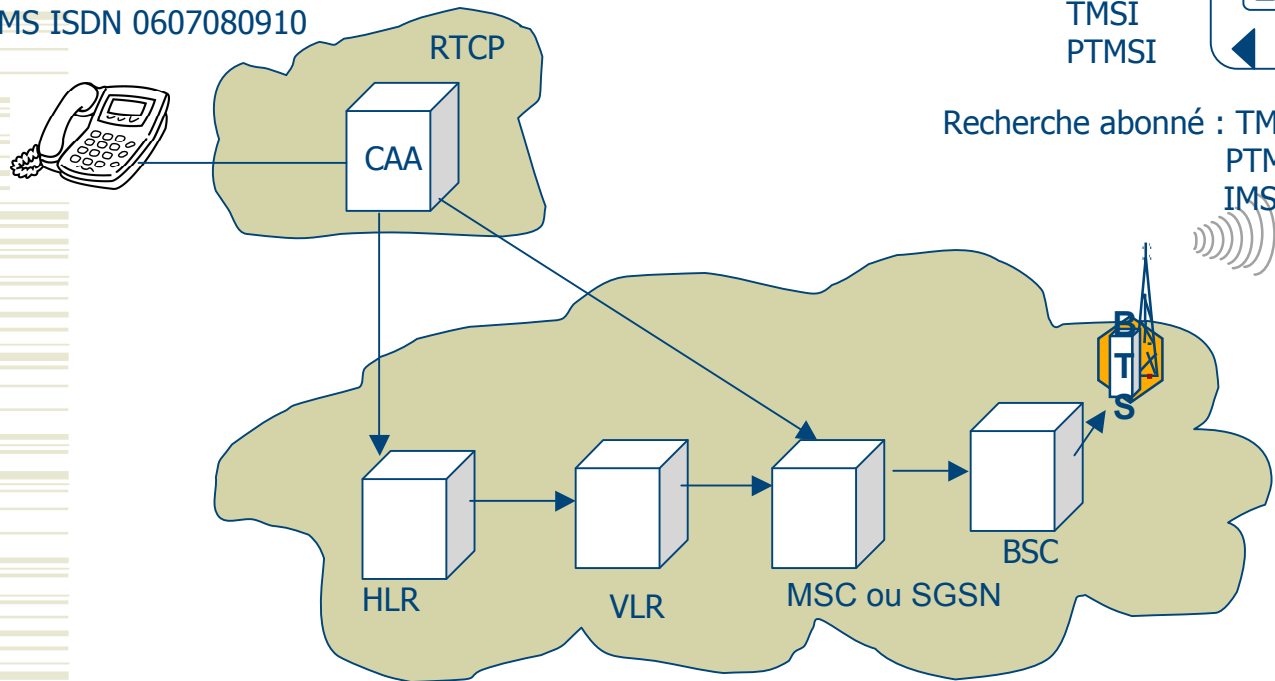 MS ISDN 0607080910
RTCP
CAA
TMSI
PTMSI
Recherche abonné : TM
PTM
IMS
B
T
S
HLR
VLR
MSC ou SGSN
BSC